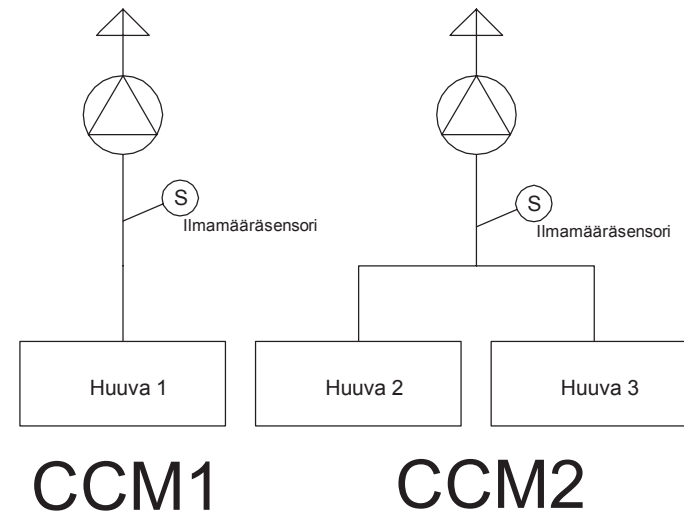 S
Ilmamääräsensori
S
Ilmamääräsensori
Huuva 1
Huuva 2
Huuva 3
CCM1
CCM2